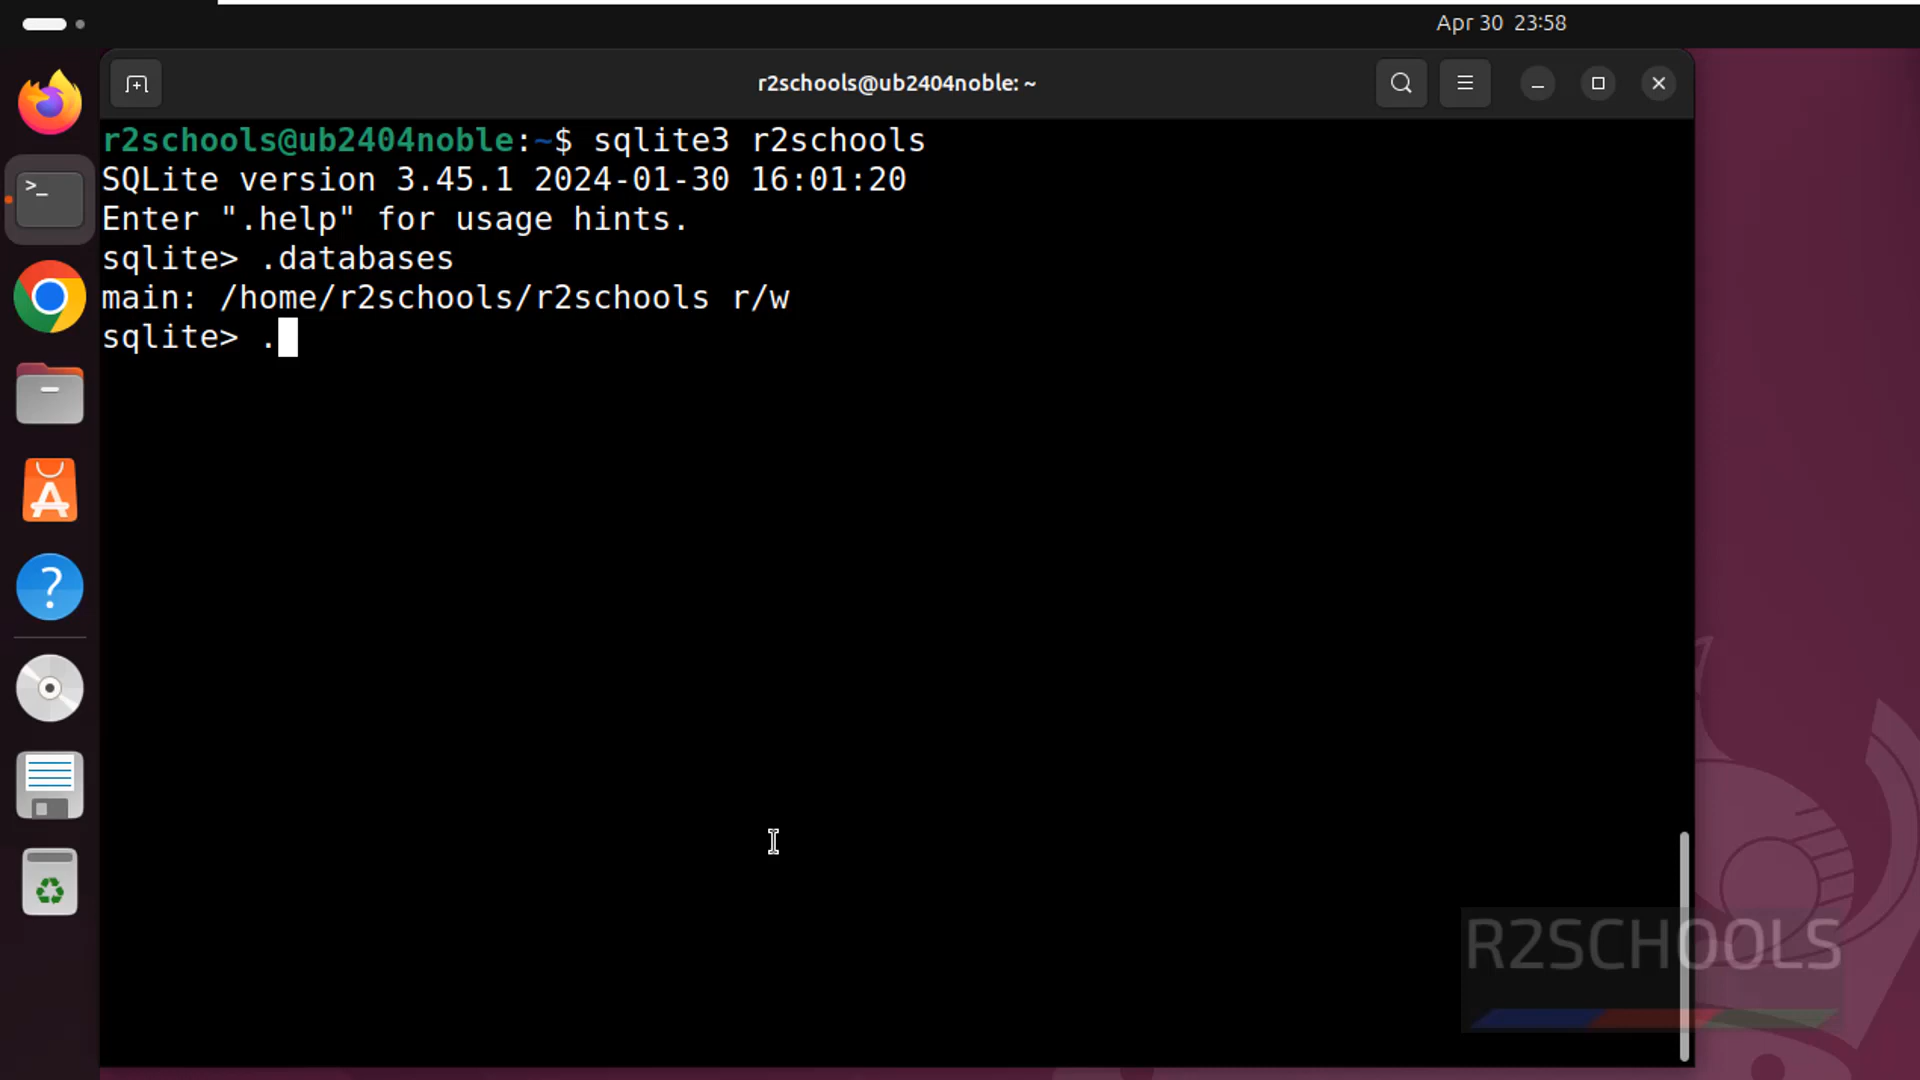 Apr 30 23:58
r2schools@ub2404noble: ~
r2schools@ub2404noble:~$ sqlite3 r2schools
SQLite version 3.45.1 2024-01-30 16:01:20
Enter ".help" for usage hints.
sqlite> .databases
main: /home/r2schools/r2schools r/w
sqlite> .
R2SCHOOLS